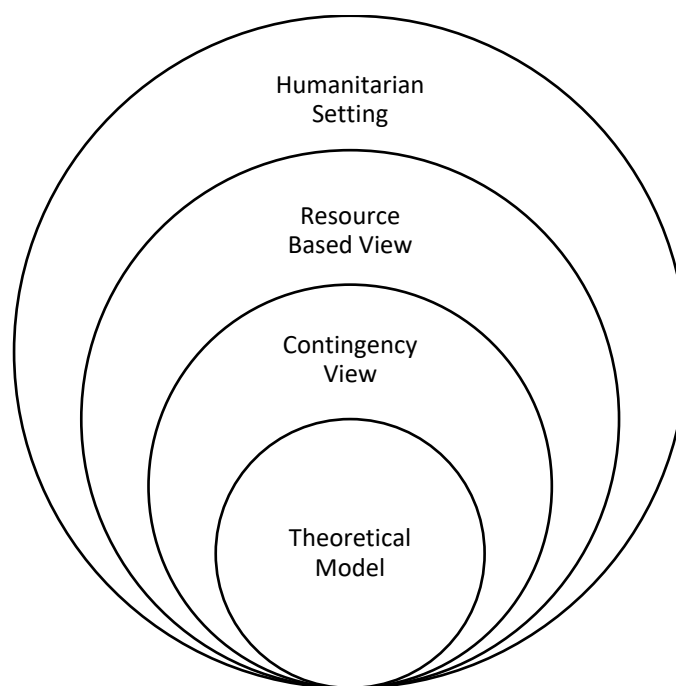 Humanitarian
Setting
Resource
Based View
Contingency
View
Theoretical
Model